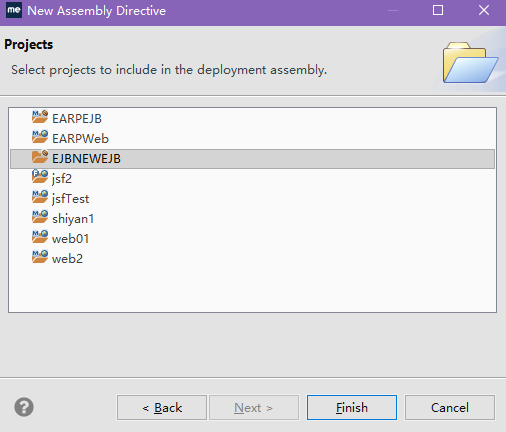 me New Assembly Directive
Projects
Select projects to include in the deployment assembly.
EARPEJB
EARPWeb
EJBNEWEJB
jsf2
jsfTest
shiyan1
web01
web2
? < Back Next > Finish Cancel